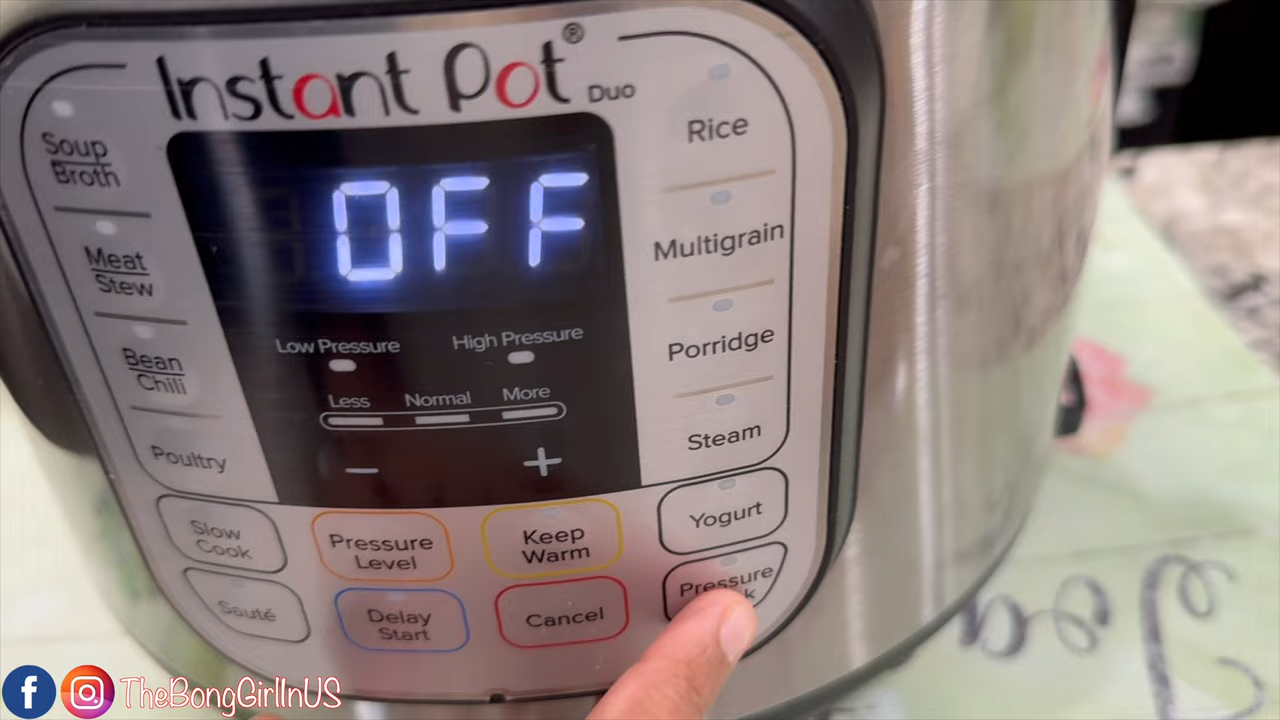 Instant Pot® Duo
Soup
Broth
Meat
Stew
Bean
Chili
Poultry
OFF
Low Pressure
High Pressure
Less
Normal
More
−
+
Rice
Multigrain
Porridge
Steam
Slow
Cook
Sauté
Pressure
Level
Delay
Start
Keep
Warm
Cancel
Yogurt
Pressure
TheBongGirlInUS